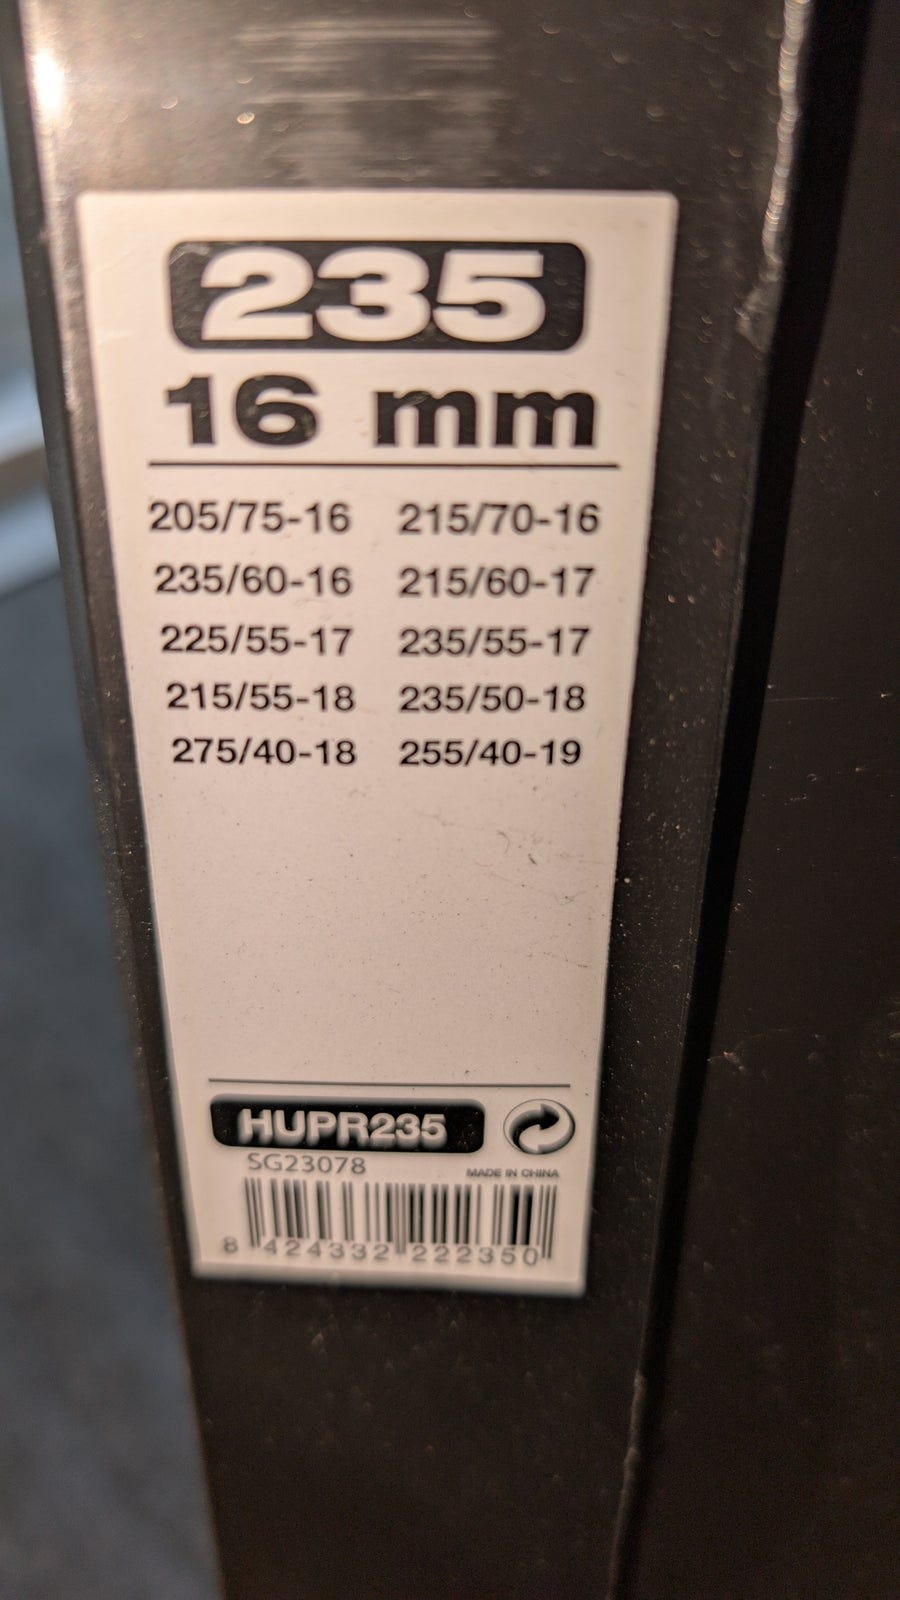 235
16 mm
205/75-16 215/70-16
235/60-16 215/60-17
225/55-17 235/55-17
215/55-18 235/50-18
275/40-18 255/40-19
HUPR235
SG23078
MADE IN CHINA
8 424332 222350